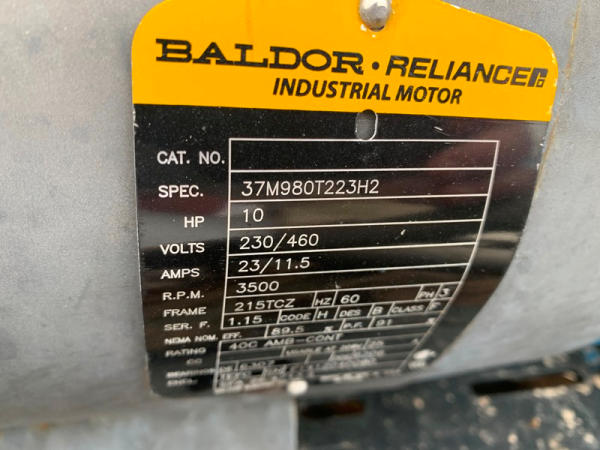 BALDOR • RELIANCE
INDUSTRIAL MOTOR
CAT. NO.
SPEC. 37M980T223H2
HP 10
VOLTS 230/460
AMPS 23/11.5
R.P.M. 3500
FRAME 215TCZ HZ 60 PH 3
SER. F. 1.15 CODE H DES B CLASS F
NEMA NOM. EFF. 89.5 % P.F. 91 %
RATING 40C AMB-CONT
CC